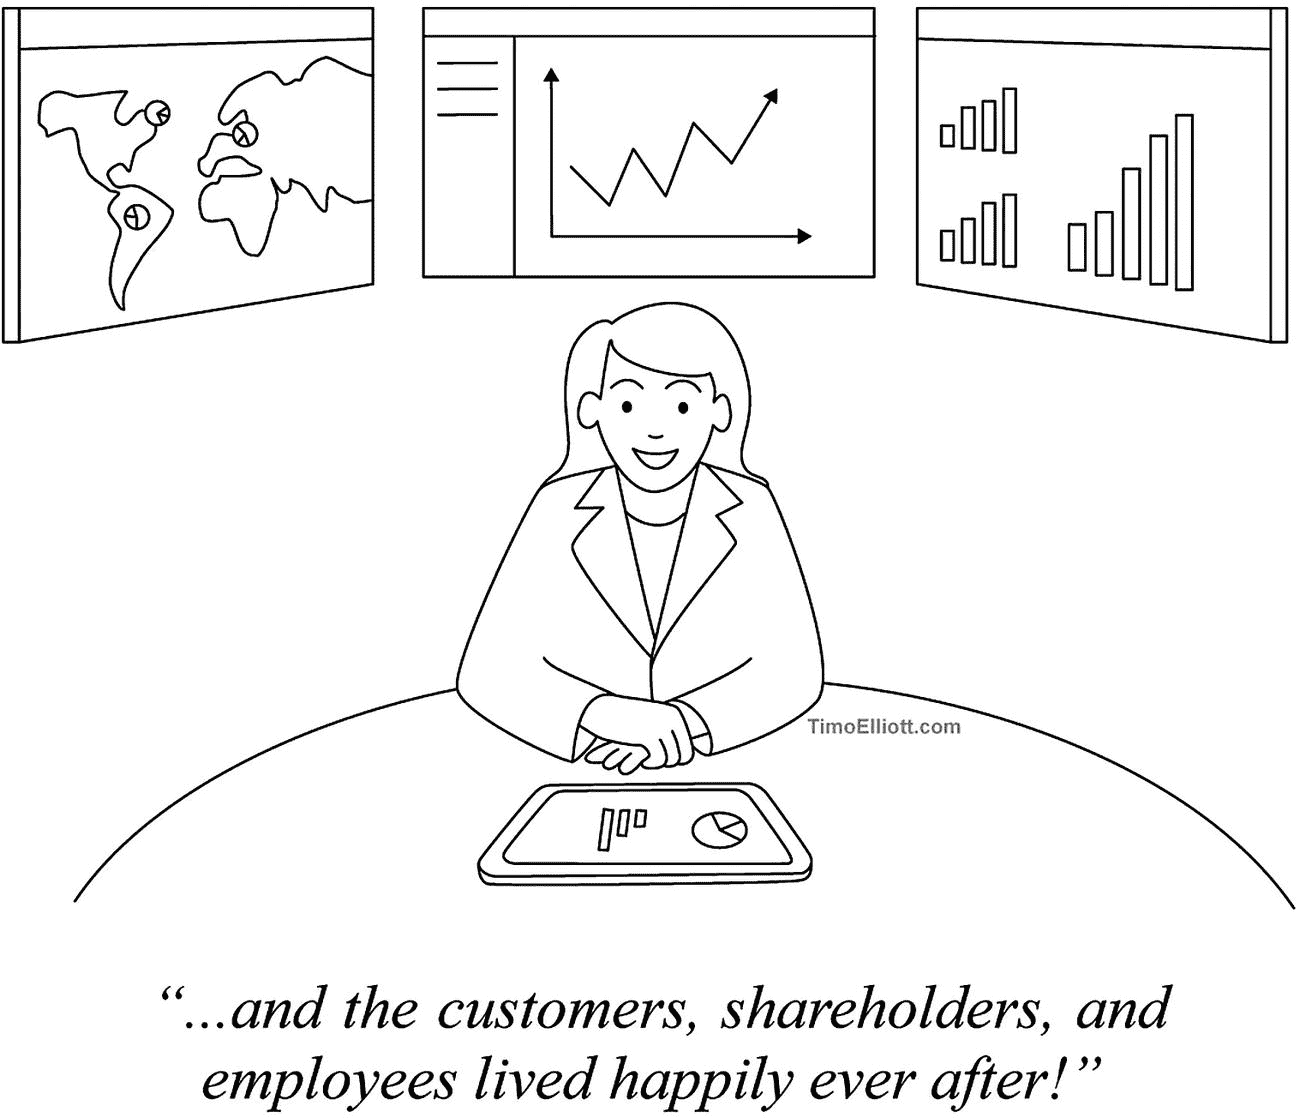 TimoElliott.com
“...and the customers, shareholders, and
employees lived happily ever after!”